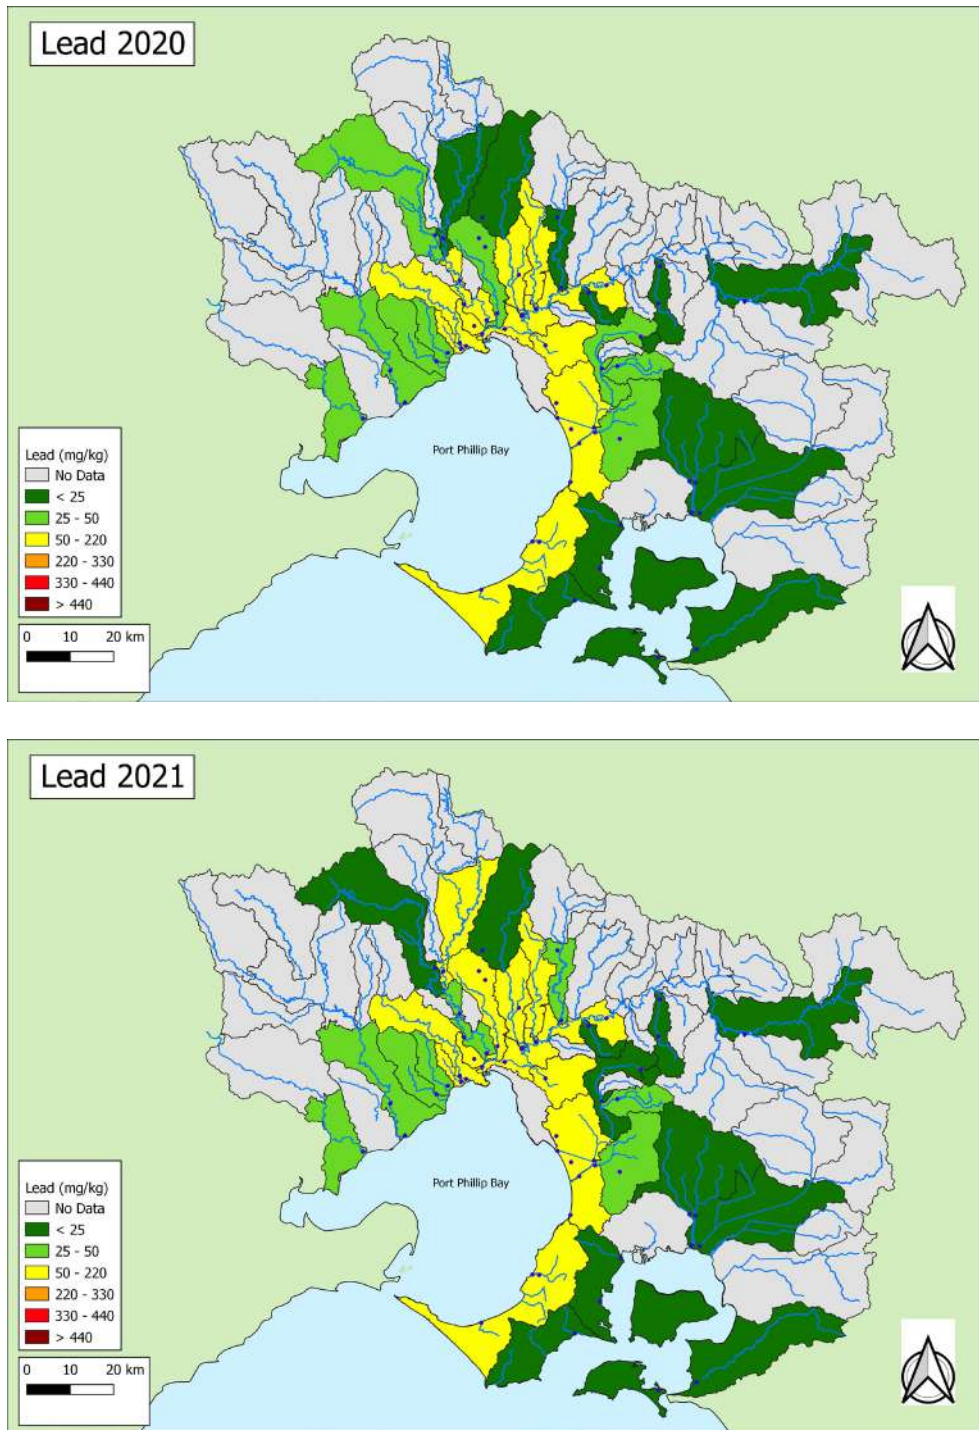 Lead 2020
Port Phillip Bay
Lead (mg/kg)
No Data
< 25
25 - 50
50 - 220
220 - 330
330 - 440
> 440
0 10 20 km
Lead 2021
Port Phillip Bay
Lead (mg/kg)
No Data
< 25
25 - 50
50 - 220
220 - 330
330 - 440
> 440
0 10 20 km